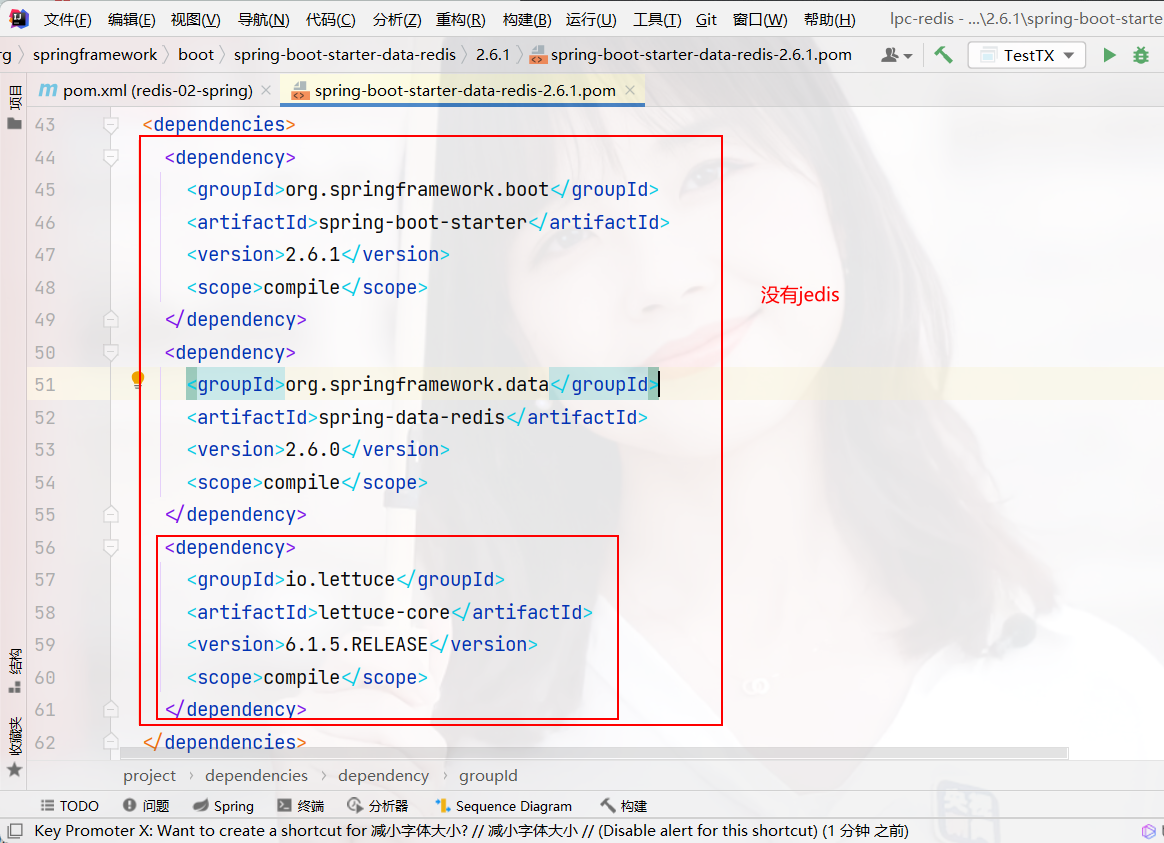 文件(F) 编辑(E) 视图(V) 导航(N) 代码(C) 分析(Z) 重构(R) 构建(B) 运行(U) 工具(T) Git 窗口(W) 帮助(H) lpc-redis - ...\2.6.1\spring-boot-starte
rg springframework boot spring-boot-starter-data-redis 2.6.1 spring-boot-starter-data-redis-2.6.1.pom TestTX
项目
m pom.xml (redis-02-spring) × spring-boot-starter-data-redis-2.6.1.pom ×
43 <dependencies>
44 <dependency>
45 <groupId>org.springframework.boot</groupId>
46 <artifactId>spring-boot-starter</artifactId>
47 <version>2.6.1</version>
48 <scope>compile</scope>
没有jedis
49 </dependency>
50 <dependency>
51 <groupId>org.springframework.data</groupId>
52 <artifactId>spring-data-redis</artifactId>
53 <version>2.6.0</version>
54 <scope>compile</scope>
55 </dependency>
56 <dependency>
57 <groupId>io.lettuce</groupId>
58 <artifactId>lettuce-core</artifactId>
59 <version>6.1.5.RELEASE</version>
60 <scope>compile</scope>
61 </dependency>
62 </dependencies>
结构
收藏夹
project › dependencies › dependency › groupId
TODO 问题 Spring 终端 分析器 Sequence Diagram 构建
Key Promoter X: Want to create a shortcut for 减小字体大小? // 减小字体大小 // (Disable alert for this shortcut) (1 分钟 之前)